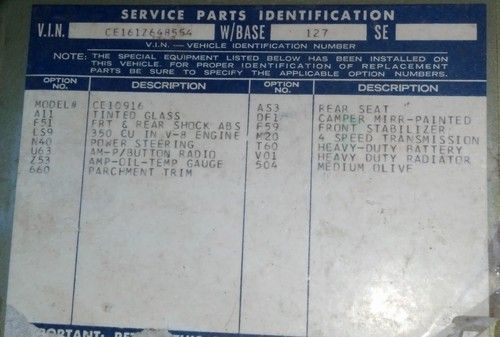 SERVICE PARTS IDENTIFICATION
V.I.N. CE161Z648554 W/BASE 127 SE
V.I.N. — VEHICLE IDENTIFICATION NUMBER
NOTE: THE SPECIAL EQUIPMENT LISTED BELOW HAS BEEN INSTALLED ON
THIS VEHICLE. FOR PROPER IDENTIFICATION OF REPLACEMENT
PARTS BE SURE TO SPECIFY THE APPLICABLE OPTION NUMBERS.
OPTION NO. DESCRIPTION OPTION NO. DESCRIPTION
MODEL# CE10916 AS3 REAR SEAT
A11 TINTED GLASS DF1 CAMPER MIRR-PAINTED
F51 FRT & REAR SHOCK ABS F59 FRONT STABILIZER
LS9 350 CU IN V-8 ENGINE M20 4 SPEED TRANSMISSION
N40 POWER STEERING T60 HEAVY-DUTY BATTERY
U63 AM-P/BUTTON RADIO V01 HEAVY-DUTY RADIATOR
Z53 AMP-OIL-TEMP GAUGE 504 MEDIUM OLIVE
660 PARCHMENT TRIM